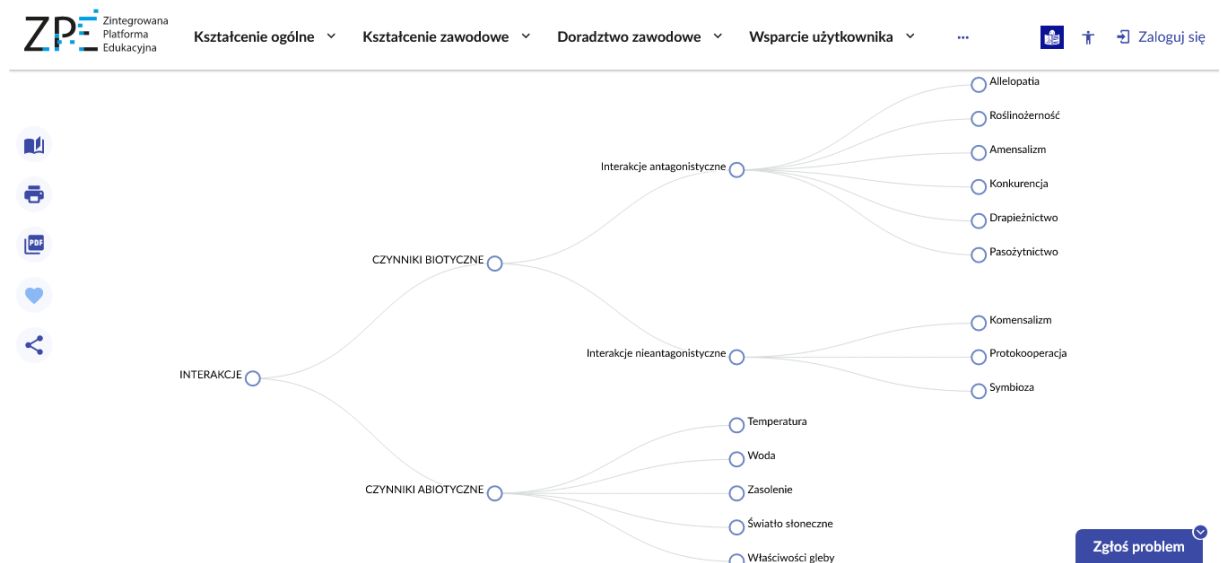 ZPE Zintegrowana
Platforma
Edukacyjna
Kształcenie ogólne
Kształcenie zawodowe
Doradztwo zawodowe
Wsparcie użytkownika
...
Zaloguj się
PDF
Allelopatia
Roślinożerność
Interakcje antagonistyczne
Amensalizm
Konkurencja
Drapieżnictwo
Pasożytnictwo
CZYNNIKI BIOTYCZNE
Komensalizm
Interakcje nieantagonistyczne
Protokooperacja
Symbioza
INTERAKCJE
Temperatura
Woda
CZYNNIKI ABIOTYCZNE
Zasolenie
Światło słoneczne
Właściwości gleby
Zgłoś problem